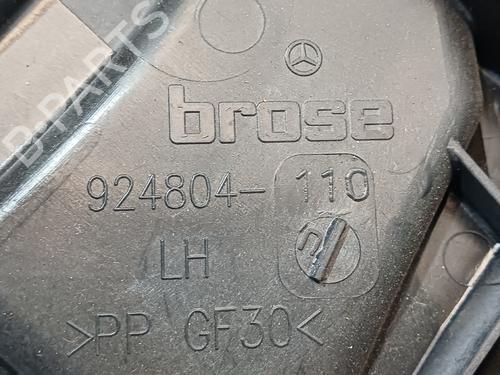 B-PARTS
brose
924804-110
LH
>PP GF30<